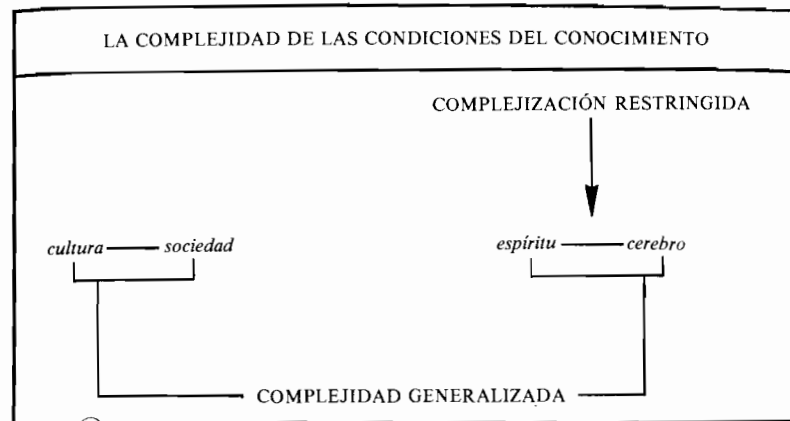 LA COMPLEJIDAD DE LAS CONDICIONES DEL CONOCIMIENTO
COMPLEJIZACIÓN RESTRINGIDA
cultura — sociedad espíritu — cerebro
COMPLEJIDAD GENERALIZADA